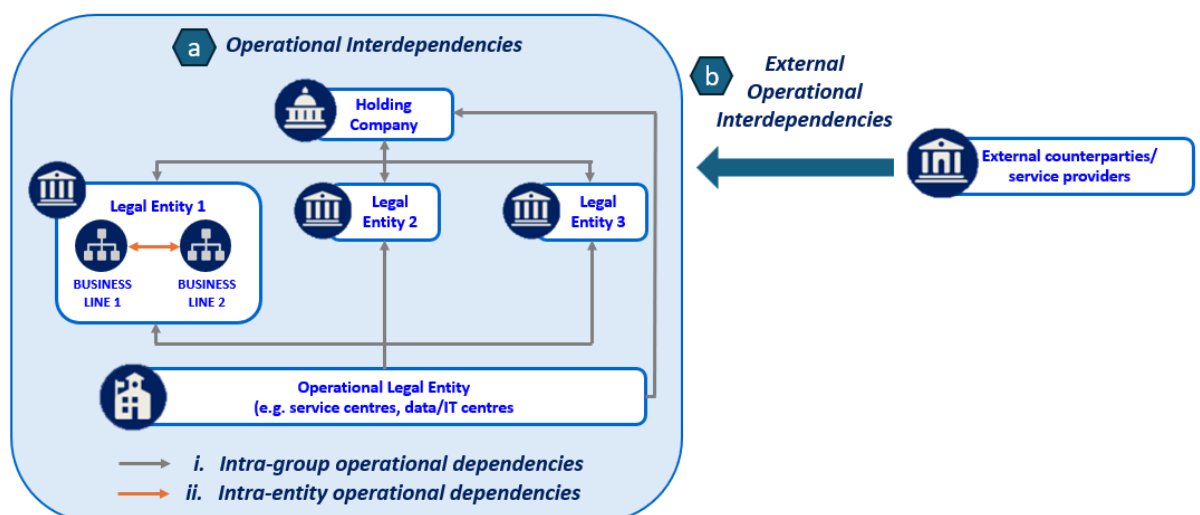 a
Operational Interdependencies
b
External
Operational
Interdependencies
Holding
Company
External counterparties/
service providers
Legal Entity 1
Legal
Entity 2
Legal
Entity 3
BUSINESS
LINE 1
BUSINESS
LINE 2
Operational Legal Entity
(e.g. service centres, data/IT centres
i. Intra-group operational dependencies
ii. Intra-entity operational dependencies